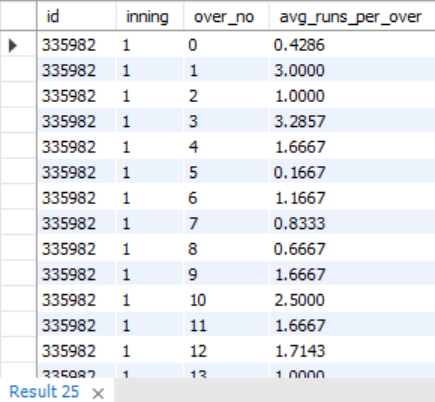 id inning over_no avg_runs_per_over
335982 1 0 0.4286
335982 1 1 3.0000
335982 1 2 1.0000
335982 1 3 3.2857
335982 1 4 1.6667
335982 1 5 0.1667
335982 1 6 1.1667
335982 1 7 0.8333
335982 1 8 0.6667
335982 1 9 1.6667
335982 1 10 2.5000
335982 1 11 1.6667
335982 1 12 1.7143
335982 1 13 1.0000
Result 25